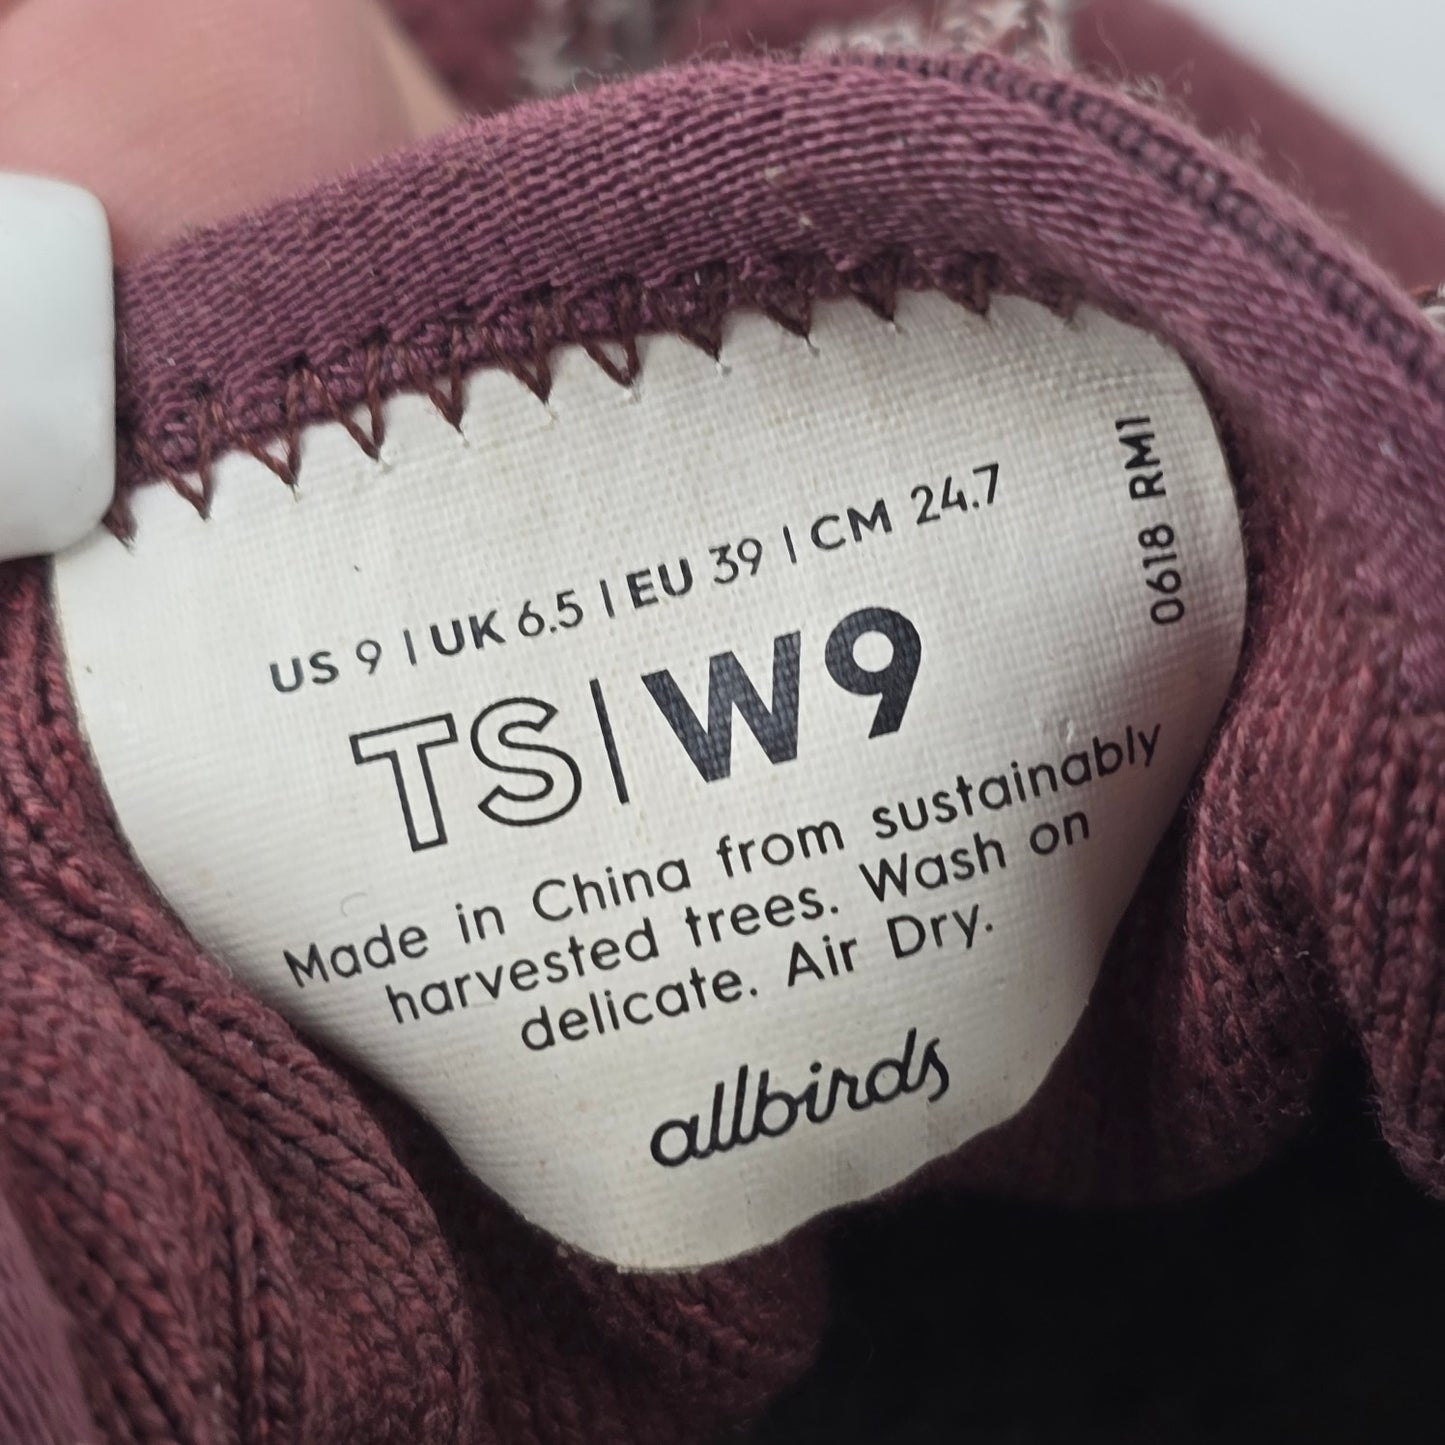 US 9 | UK 6.5 | EU 39 | CM 24.7
TS | W9
Made in China from sustainably
harvested trees. Wash on
delicate. Air Dry.
allbirds
0618 RM1